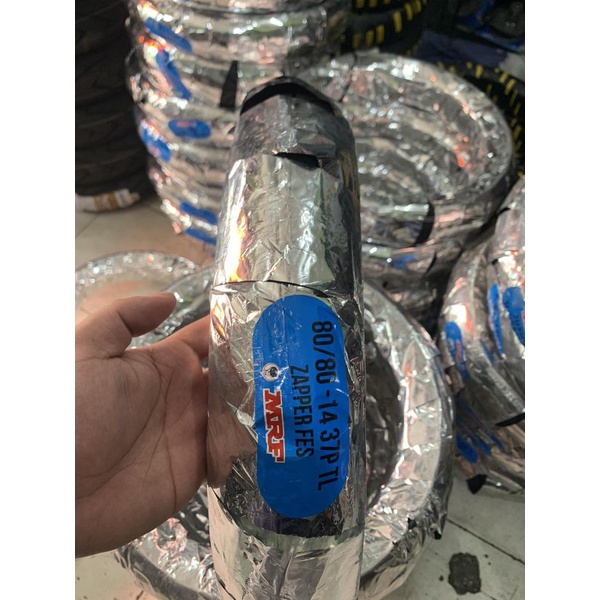 80/80-14 37P TL
ZAPPER FES
MRF